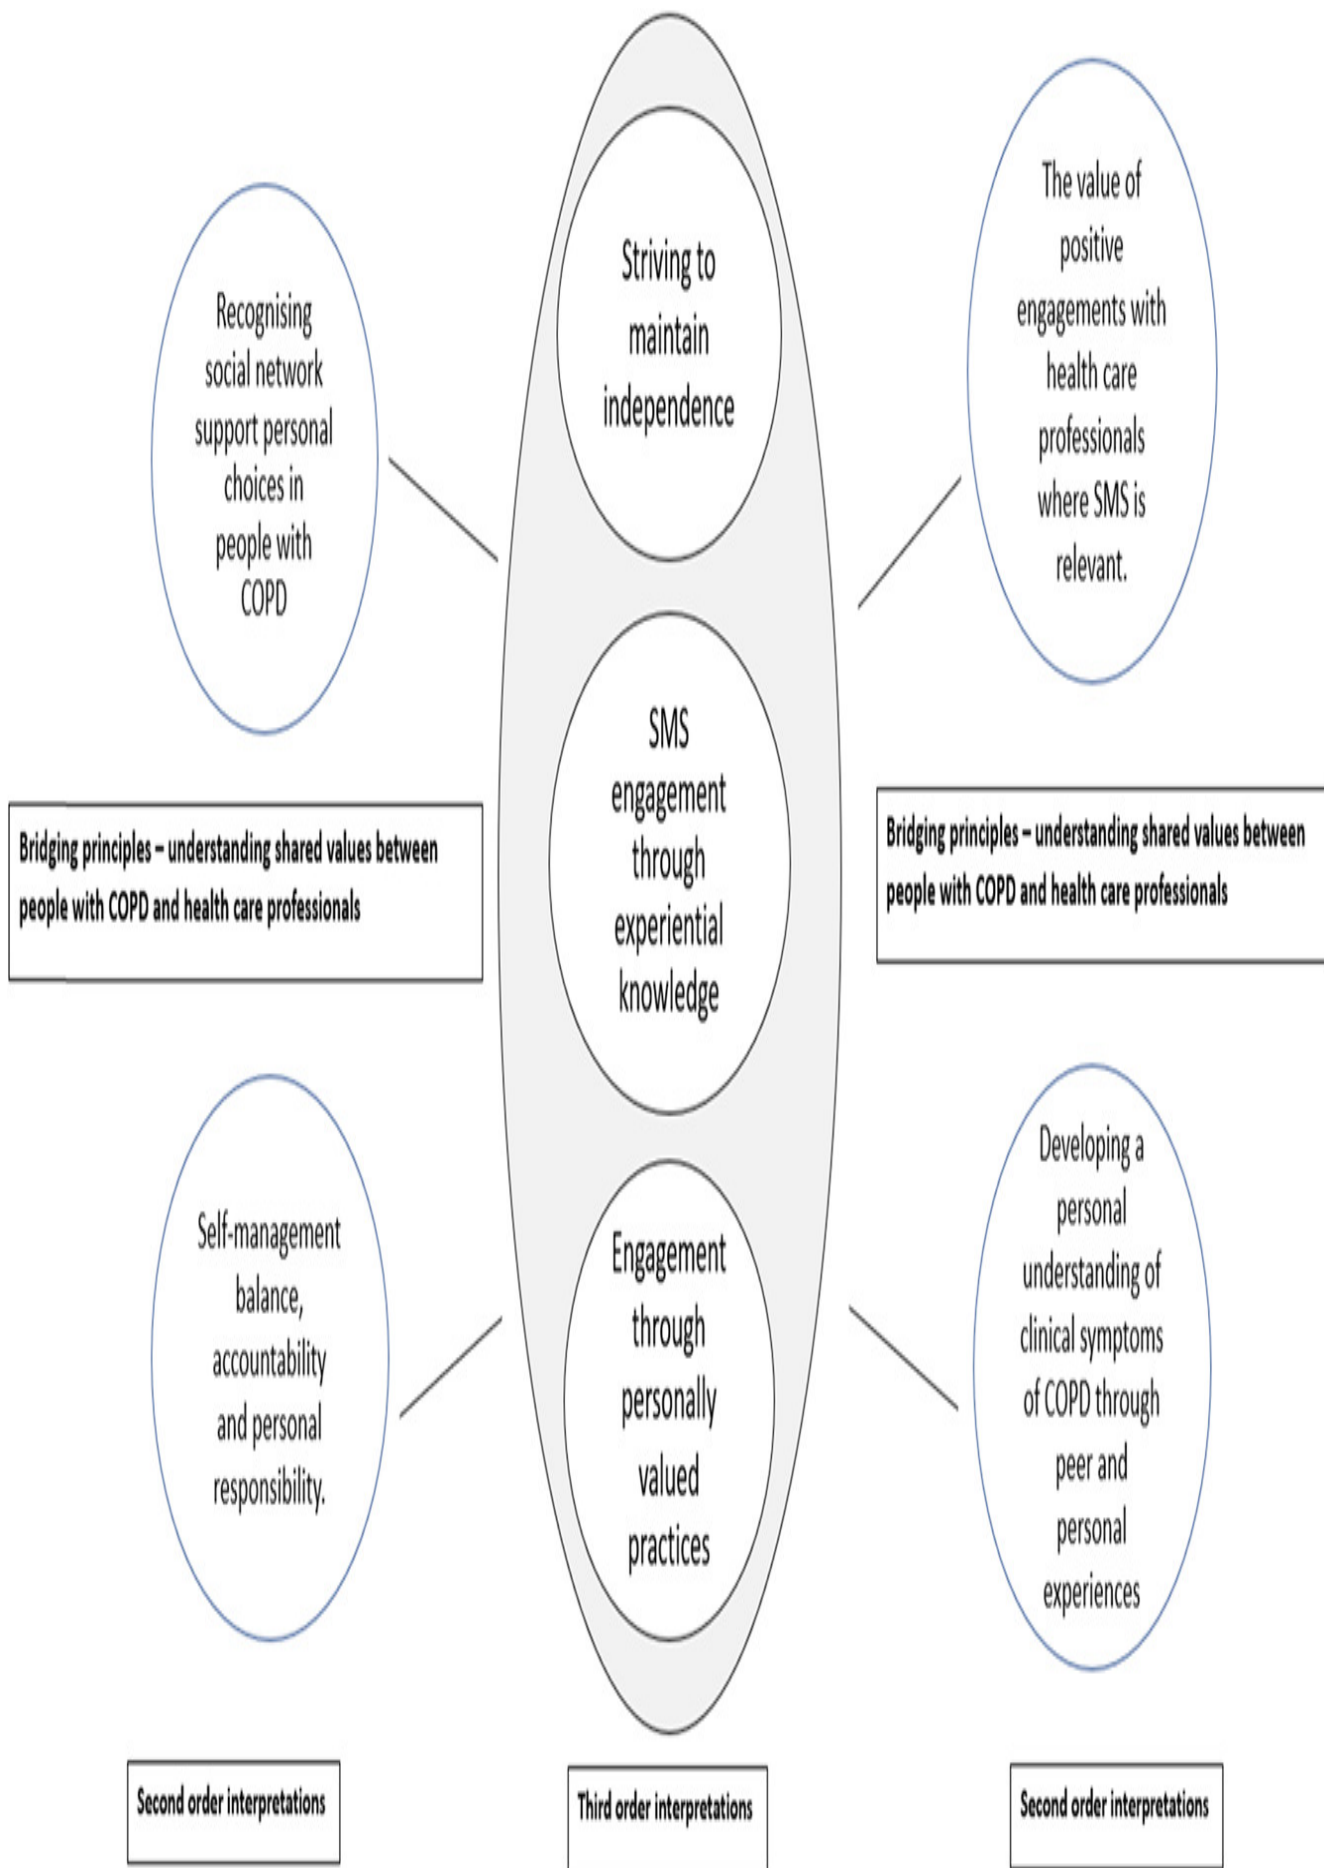 Recognising
social network
support personal
choices in
people with
COPD
Striving to
maintain
independence
The value of
positive
engagements with
health care
professionals
where SMS is
relevant.
Bridging principles – understanding shared values between
people with COPD and health care professionals
SMS
engagement
through
experiential
knowledge
Bridging principles – understanding shared values between
people with COPD and health care professionals
Self-management
balance,
accountability
and personal
responsibility.
Engagement
through
personally
valued
practices
Developing a
personal
understanding of
clinical symptoms
of COPD through
peer and
personal
experiences
Second order interpretations
Third order interpretations
Second order interpretations